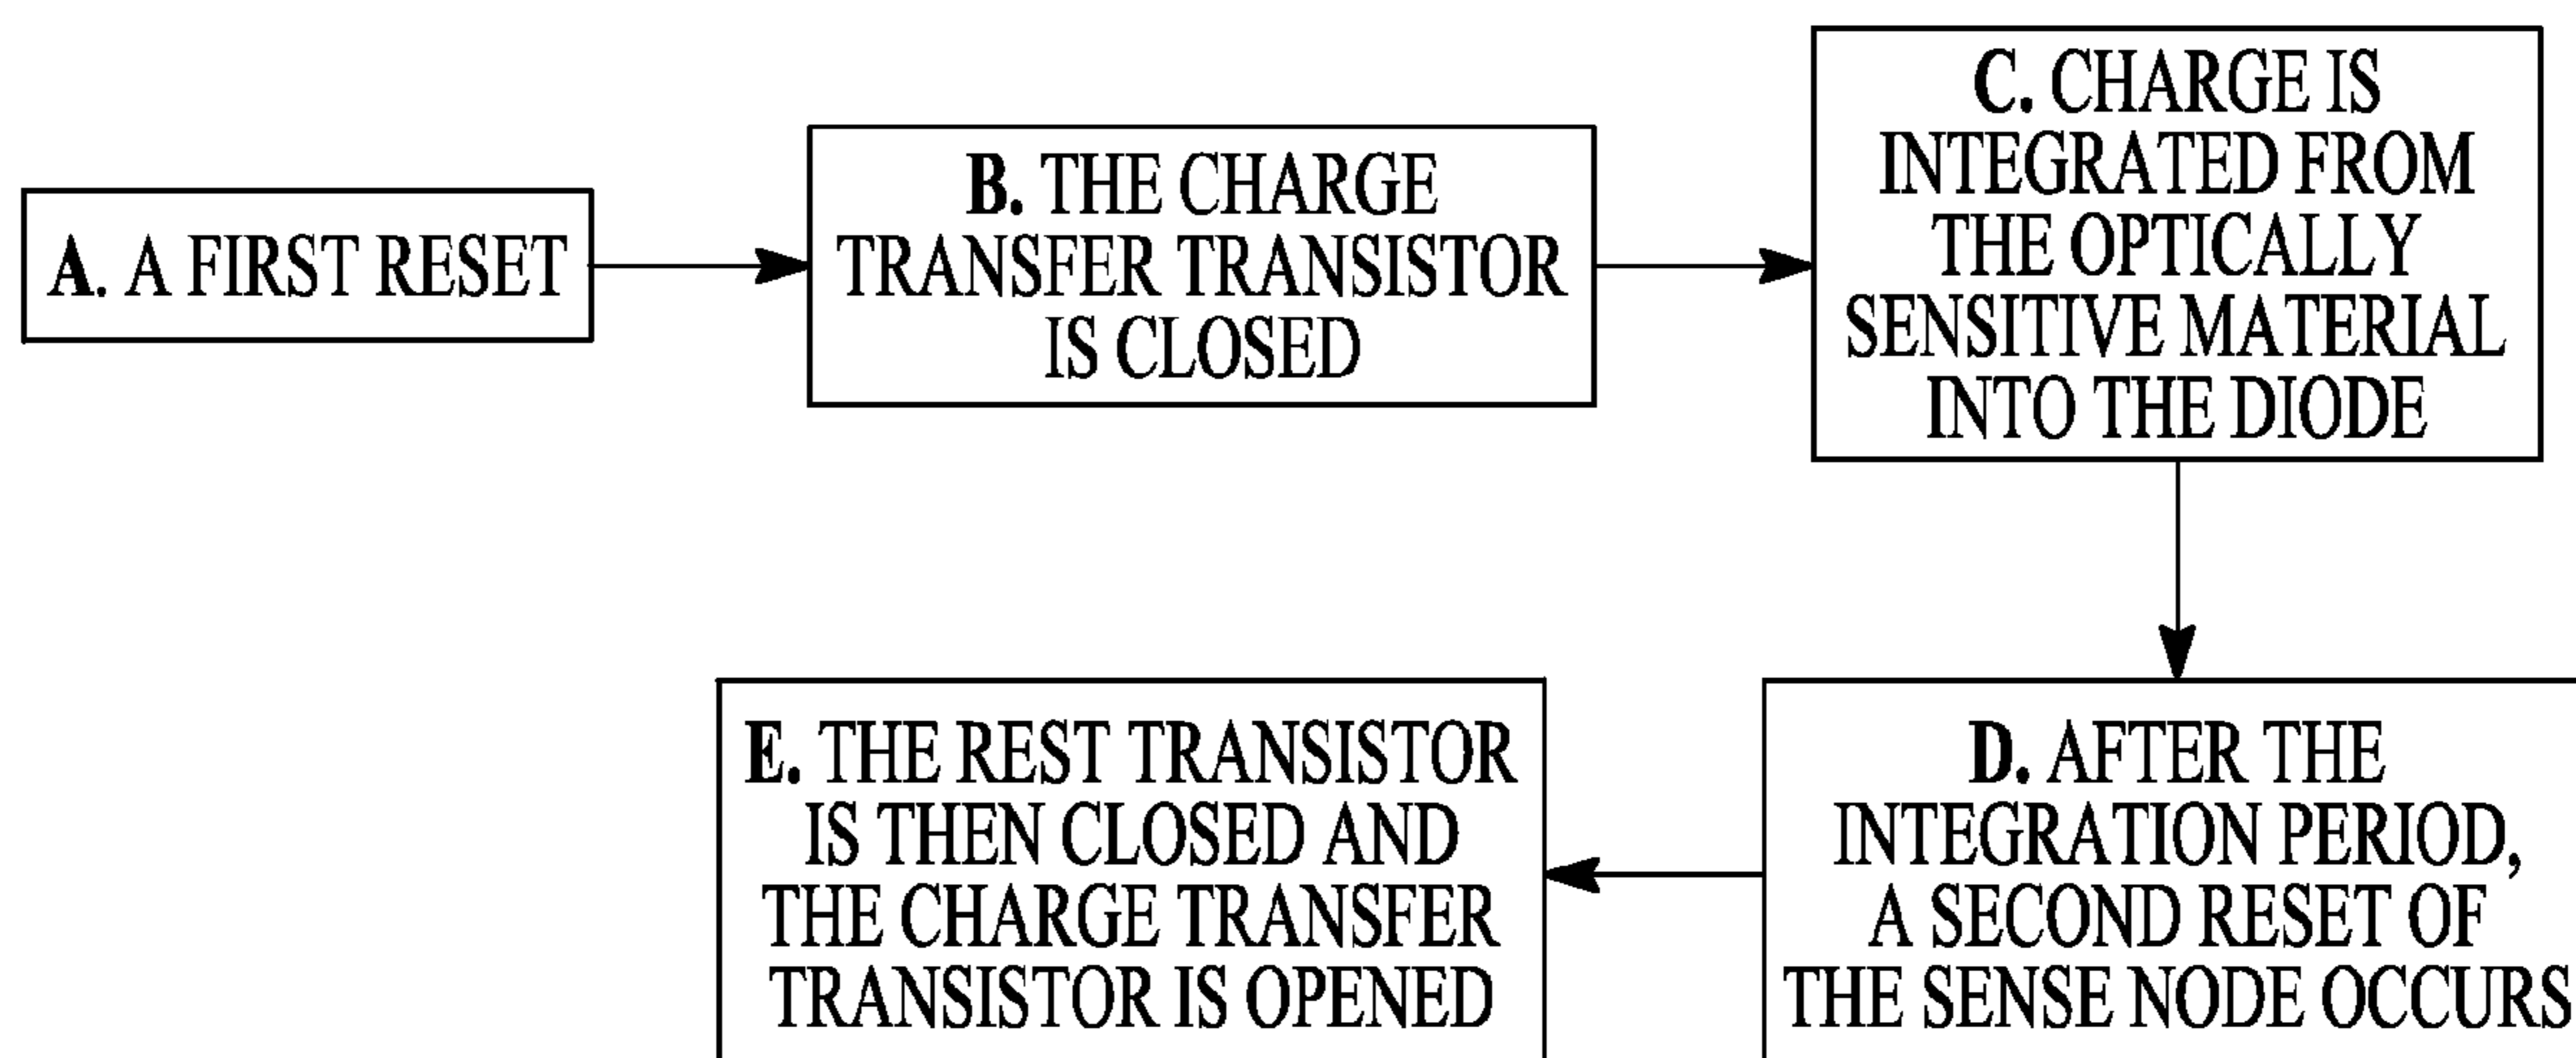 A. A FIRST RESET
B. THE CHARGE
TRANSFER TRANSISTOR
IS CLOSED
C. CHARGE IS
INTEGRATED FROM
THE OPTICALLY
SENSITIVE MATERIAL
INTO THE DIODE
D. AFTER THE
INTEGRATION PERIOD,
A SECOND RESET OF
THE SENSE NODE OCCURS
E. THE REST TRANSISTOR
IS THEN CLOSED AND
THE CHARGE TRANSFER
TRANSISTOR IS OPENED